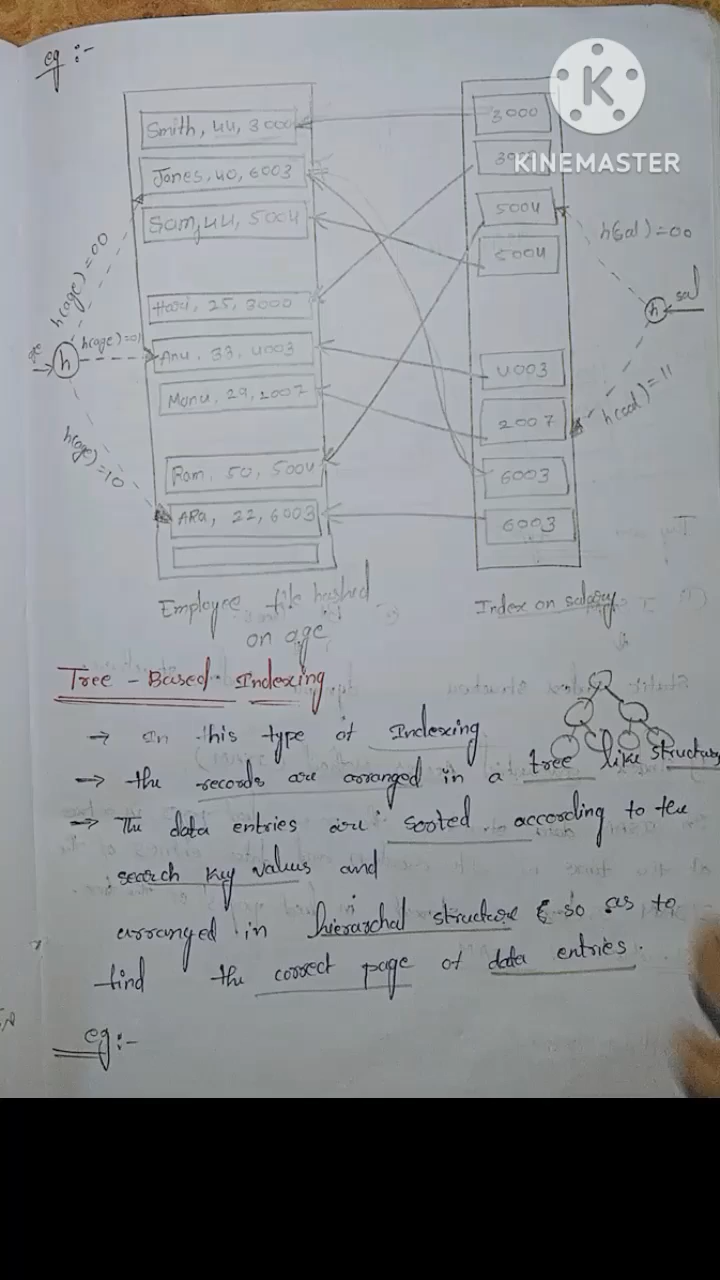 eg :-
K
KINEMASTER
Smith, 44, 3000
Jones, 40, 6003
Sam, 44, 5004
Hari, 25, 3000
Anu, 33, 4003
Manu, 29, 2007
Ram, 50, 5004
ARa, 22, 6003
3000
5004
5004
4003
2007
6003
6003
h(age) = 00
h(age) = 01
h(age) = 10
h
h(sal) = 00
h
sal
h(sal) = 11
Employee file hashed
on age
Index on salary
Tree - Based Indexing
→ In this type of Indexing
→ the records are arranged in a tree like structure
→ The data entries are sorted according to the
search key values and
arranged in hierarchal structure & so as to
find the correct page of data entries.
eg :-